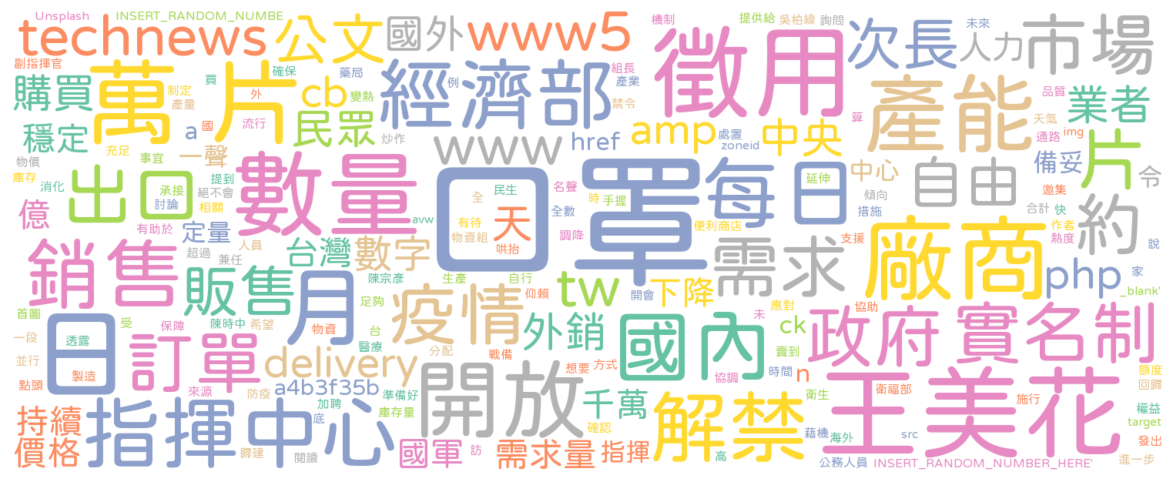 Unsplash INSERT_RANDOM_NUMBE
technews 公文 國外 www5 機制 提供給 吳柏緯 詢問 未來
副指揮官 徵用 次長 人力 市場
購買 買 制定 產量 確保 外 藥局 變熱 例 組長 產業 禁令
萬片 cb 經濟部 產能 品質 業者
穩定 a 國 流行 民眾 炒作 href amp 處置 zoneid 中央 算 天氣 通路 img 片
物價 充足 一聲 www 中心 備妥 令
庫存 消化 事宜 提到 絕不會 口罩 每日 延伸 自由 傾向 邀集
億 出口 承接 討論 相關 數量 全 民生 名聲 時 手握 措施 合計 快 約
有助於 定量 avw 有待 天 全數 便利商店 作者 熱度
銷售 超過 人員 台灣 數字 物資組 哄抬 調降 需求 廠商 支援 說
兼任 陳宗彥 生產 自行 家
販售 月 足夠 疫情 仰賴 tw 開會 下降 應對 php _blank'
首圖 受 陳時中 希望 物資 台 外銷 國內 未 協助
日 透露 保障 醫療 ck 賣到 政府 實名制
一段 並行 訂單 delivery 分配 戰備 想要 方式 額度
點頭 製造 來源 防疫 a4b3f35b 準備好 開放 n 協調 時間 衛福部 回歸
持續 指揮中心 加聘 底 庫存量 千萬 解禁 衛生 王美花 施行 權益
確認 藉機 海外 src target
價格 歸建 閱讀 國軍 訪 需求量 指揮 高 發出
公務人員 INSERT_RANDOM_NUMBER_HERE' 進一步